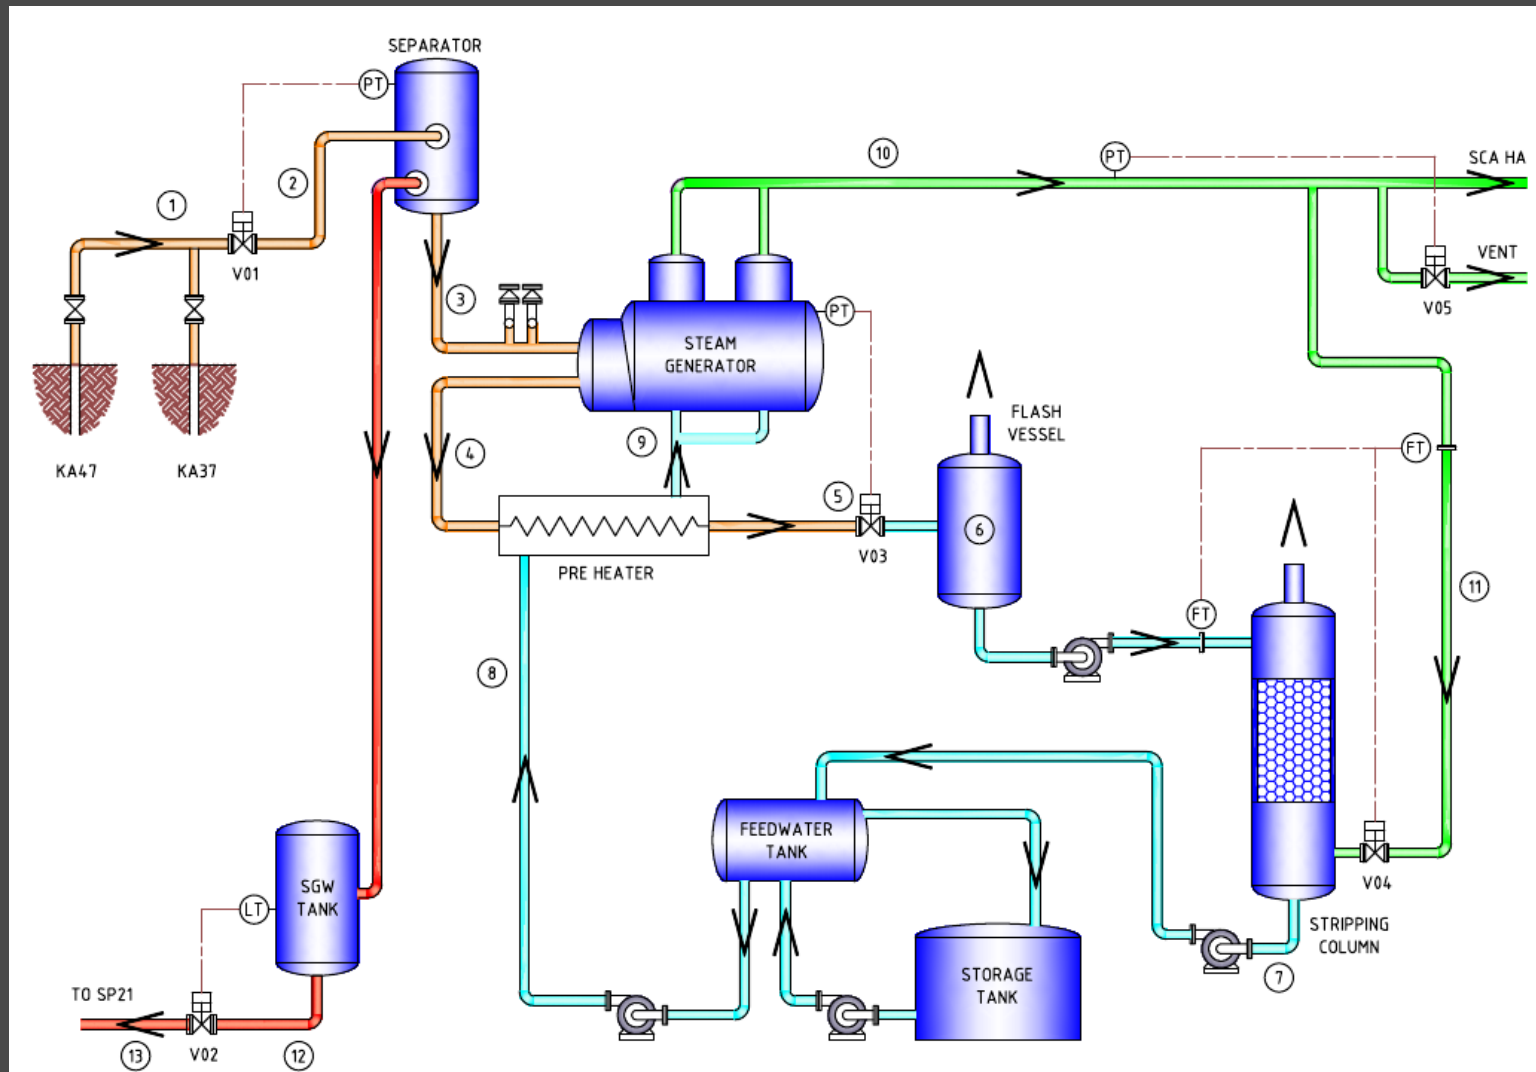 SEPARATOR
PT
10
PT
SCA HA
2
1
V01
VENT
3
V05
PT
STEAM
GENERATOR
FLASH
VESSEL
9
FT
4
KA47
KA37
5
6
V03
PRE HEATER
11
FT
8
FEEDWATER
TANK
SGW
TANK
V04
LT
STRIPPING
COLUMN
STORAGE
TANK
7
TO SP21
13
V02
12